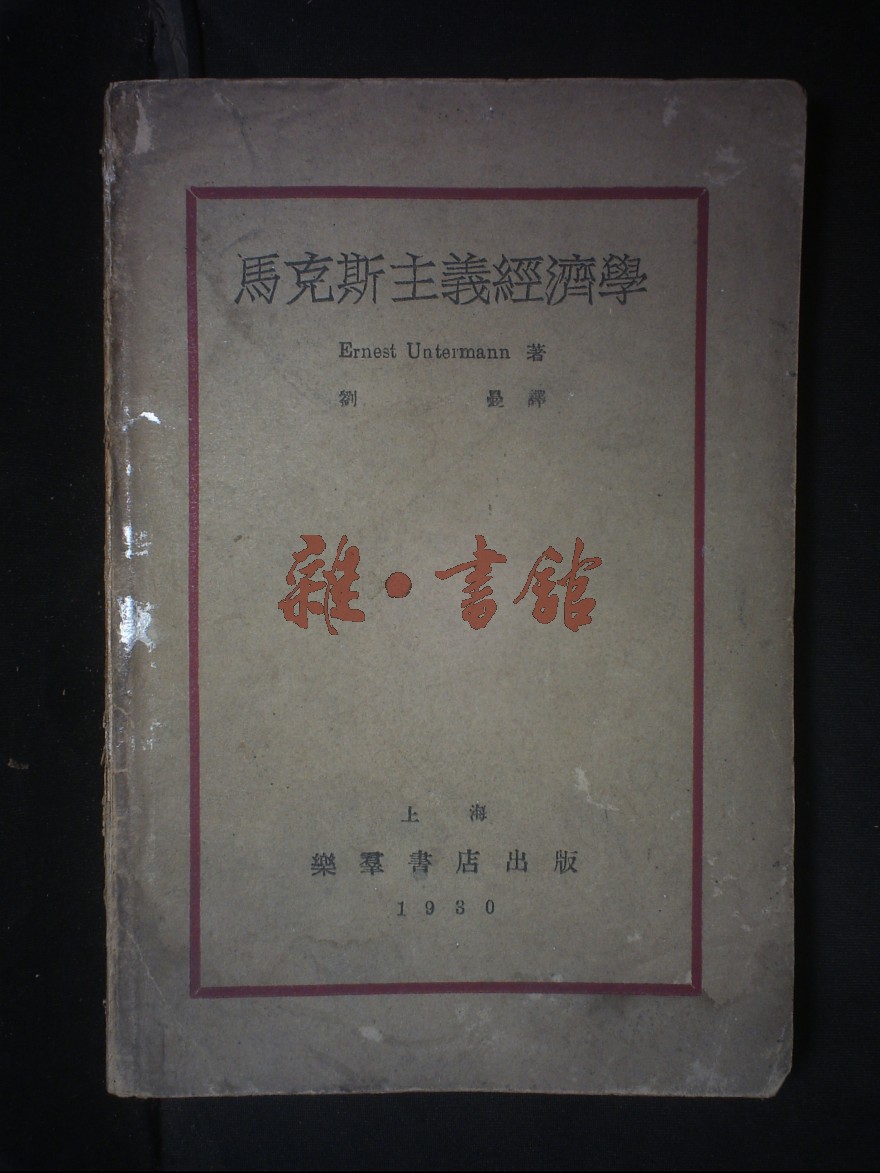 馬克斯主義經濟學
Ernest Untermann 著
劉 曼 譯
雜·書館
上 海
樂羣書店出版
1930